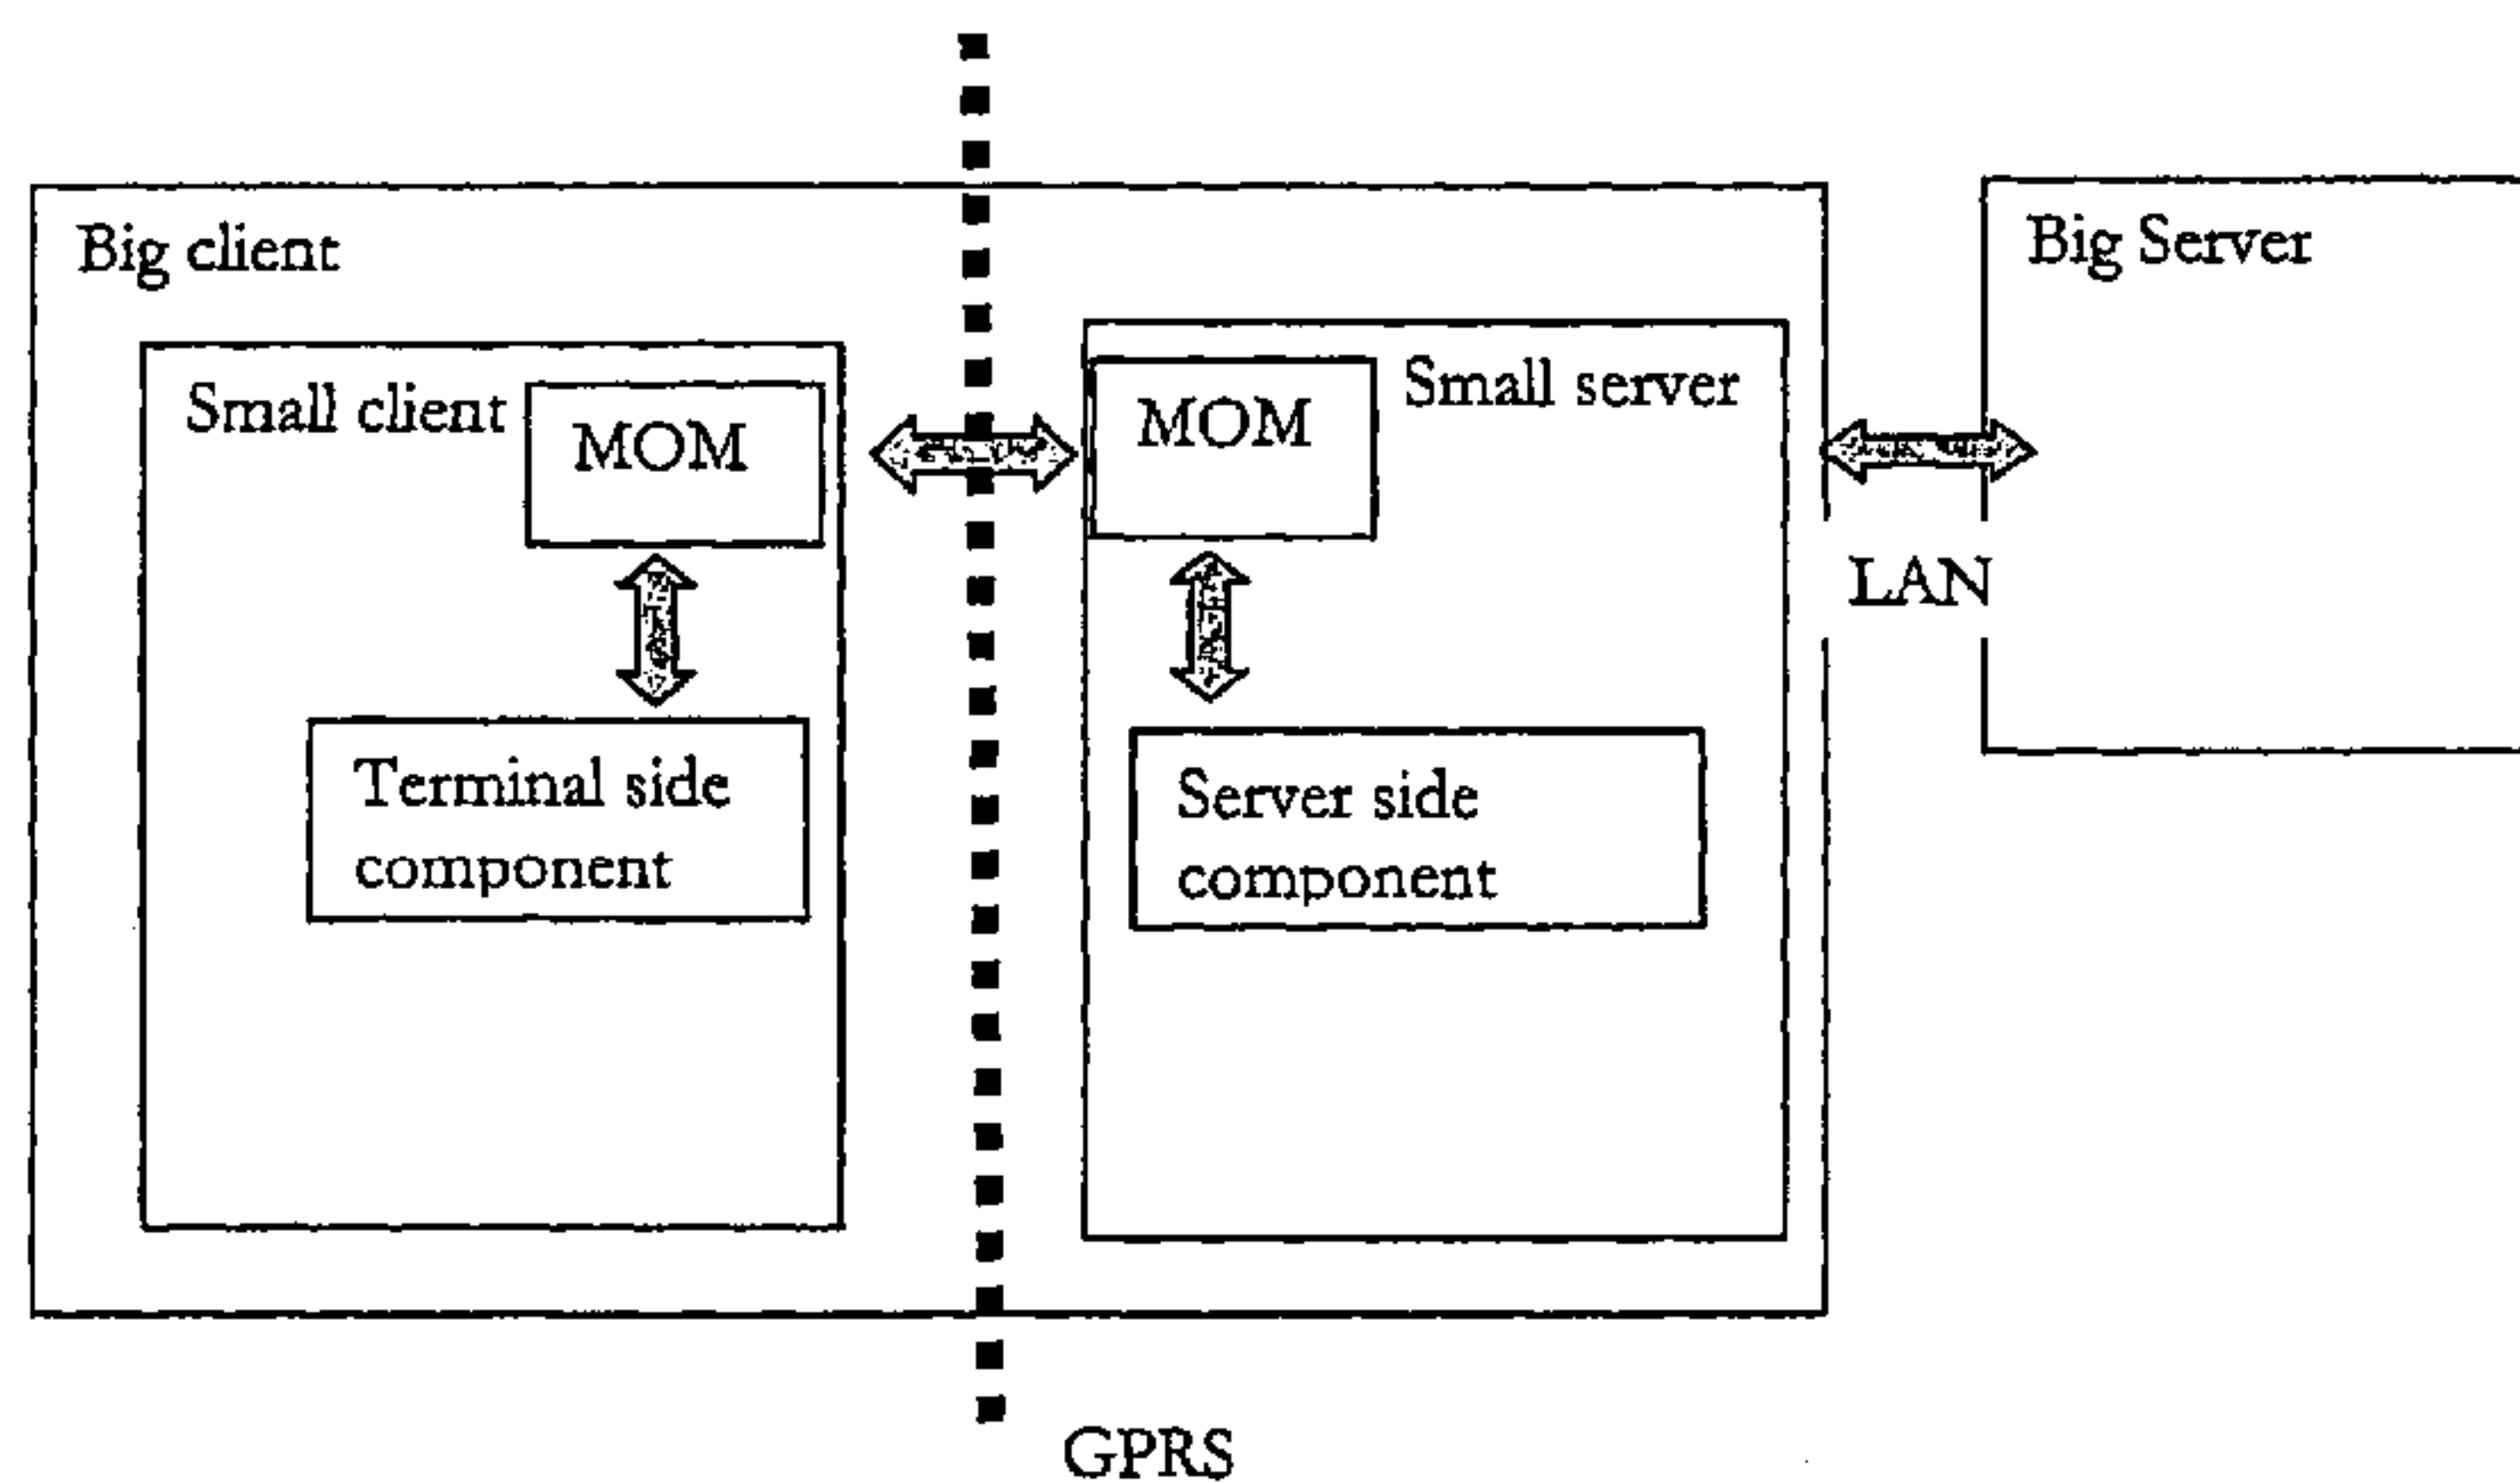 Big client
Big Server
Small client
MOM
MOM
Small server
LAN
Terminal side
component
Server side
component
GPRS